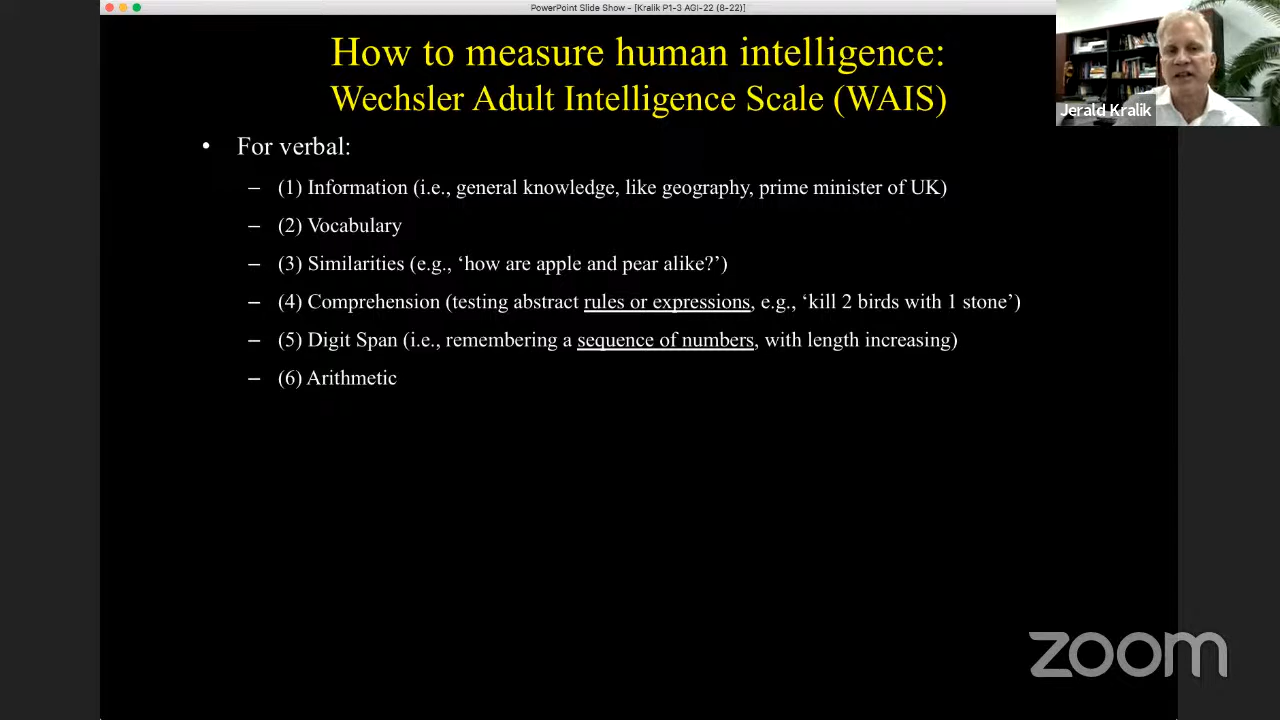 PowerPoint Slide Show - [Kralik P1-3 AGI-22 (8-22)]
How to measure human intelligence:
Wechsler Adult Intelligence Scale (WAIS)
Jerald Kralik
• For verbal:
– (1) Information (i.e., general knowledge, like geography, prime minister of UK)
– (2) Vocabulary
– (3) Similarities (e.g., ‘how are apple and pear alike?’)
– (4) Comprehension (testing abstract rules or expressions, e.g., ‘kill 2 birds with 1 stone’)
– (5) Digit Span (i.e., remembering a sequence of numbers, with length increasing)
– (6) Arithmetic
zoom